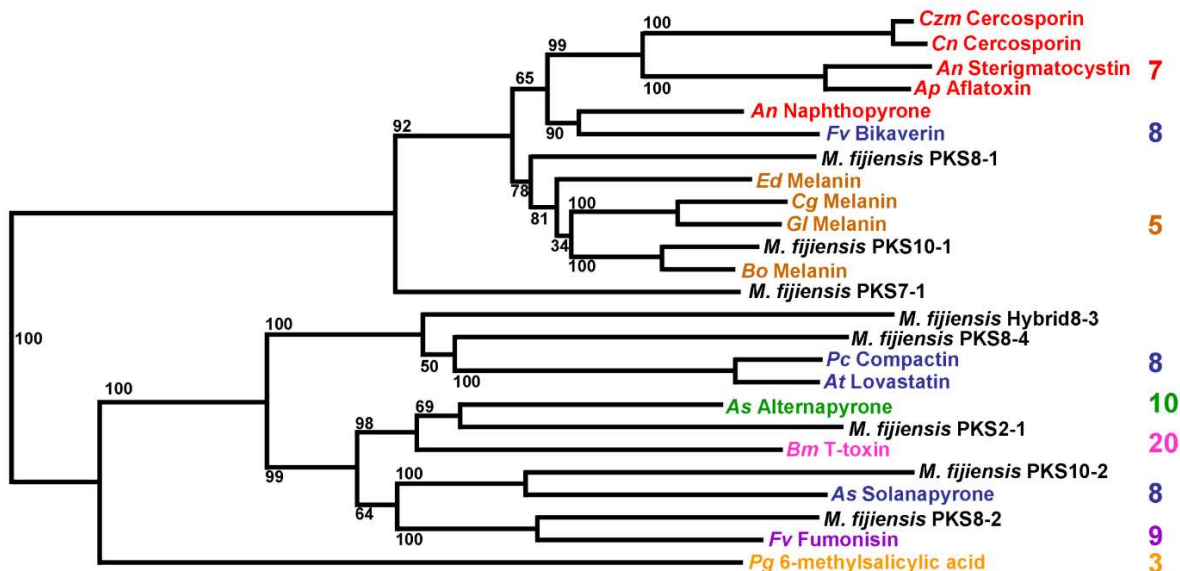 100
Czm Cercosporin
Cn Cercosporin
99
An Sterigmatocystin 7
65
100
Ap Aflatoxin
An Naphthopyrone
92
90
Fv Bikaverin 8
M. fijiensis PKS8-1
78
Ed Melanin
100
Cg Melanin
81
Gl Melanin 5
34
M. fijiensis PKS10-1
100
Bo Melanin
M. fijiensis PKS7-1
M. fijiensis Hybrid8-3
100
100
M. fijiensis PKS8-4
50
Pc Compactin 8
100
At Lovastatin
100
As Alternapyrone 10
69
98
M. fijiensis PKS2-1
Bm T-toxin 20
99
100
M. fijiensis PKS10-2
As Solanapyrone 8
64
M. fijiensis PKS8-2
100
Fv Fumonisin 9
Pg 6-methylsalicylic acid 3